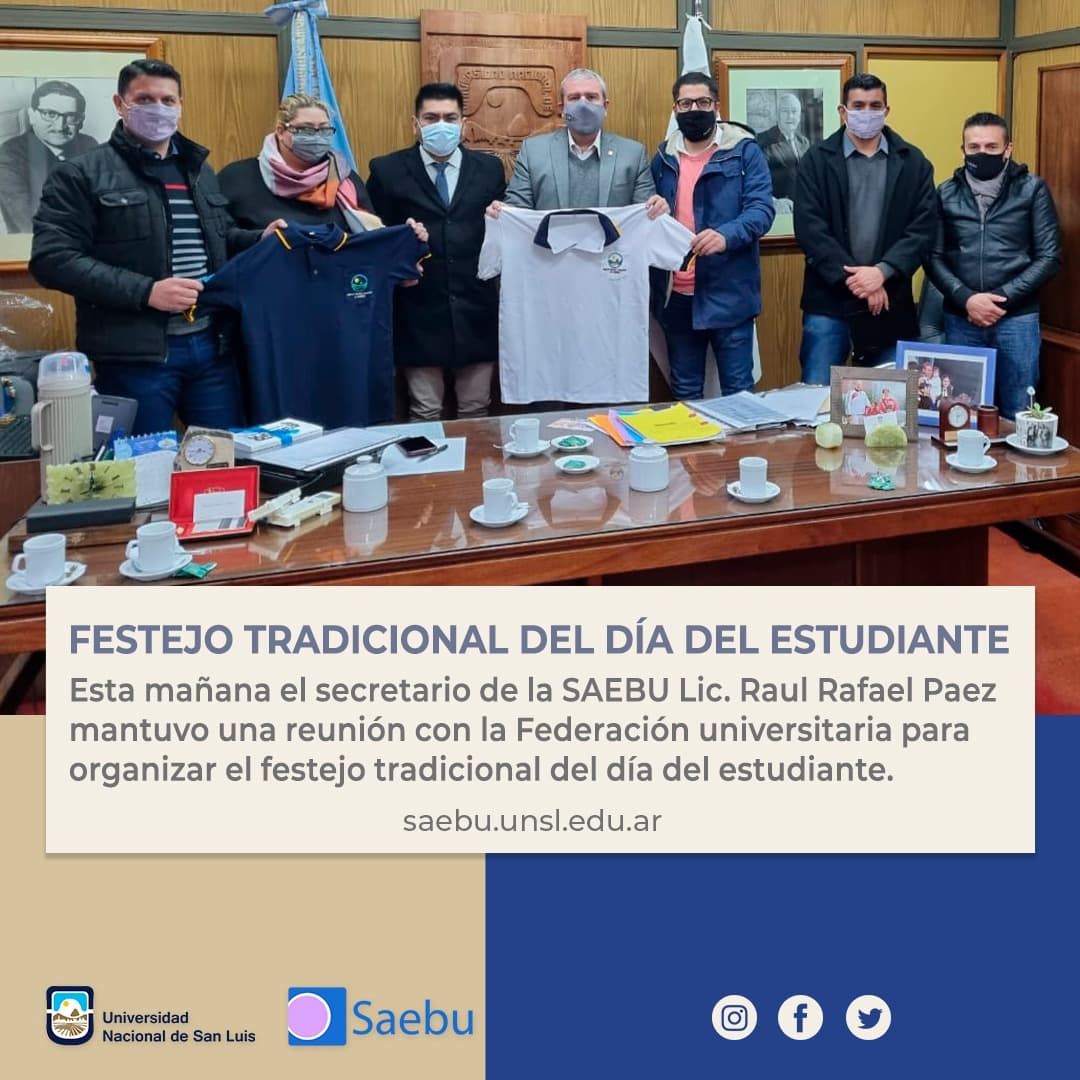 FESTEJO TRADICIONAL DEL DÍA DEL ESTUDIANTE
Esta mañana el secretario de la SAEBU Lic. Raul Rafael Paez
mantuvo una reunión con la Federación universitaria para
organizar el festejo tradicional del día del estudiante.
saebu.unsl.edu.ar
Universidad
Nacional de San Luis
Saebu